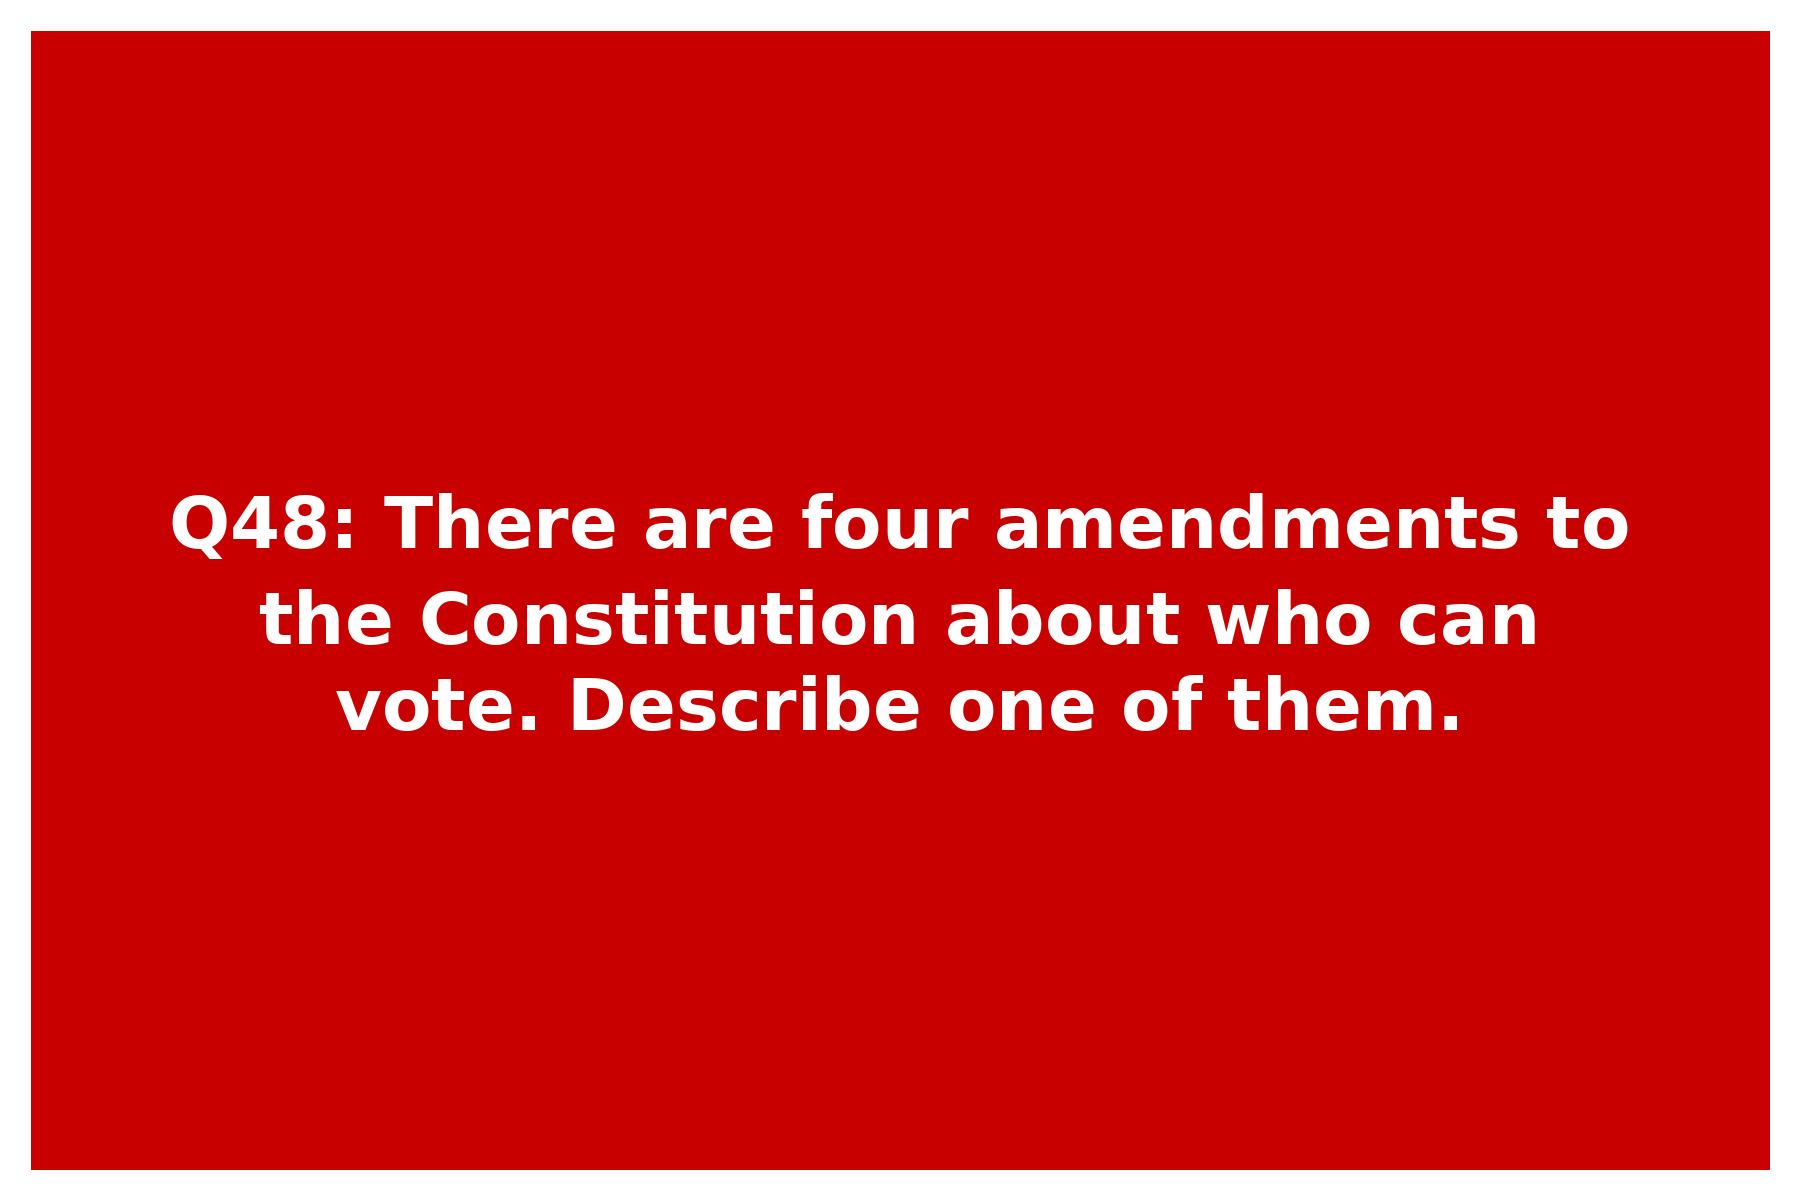 Q48: There are four amendments to
the Constitution about who can
vote. Describe one of them.